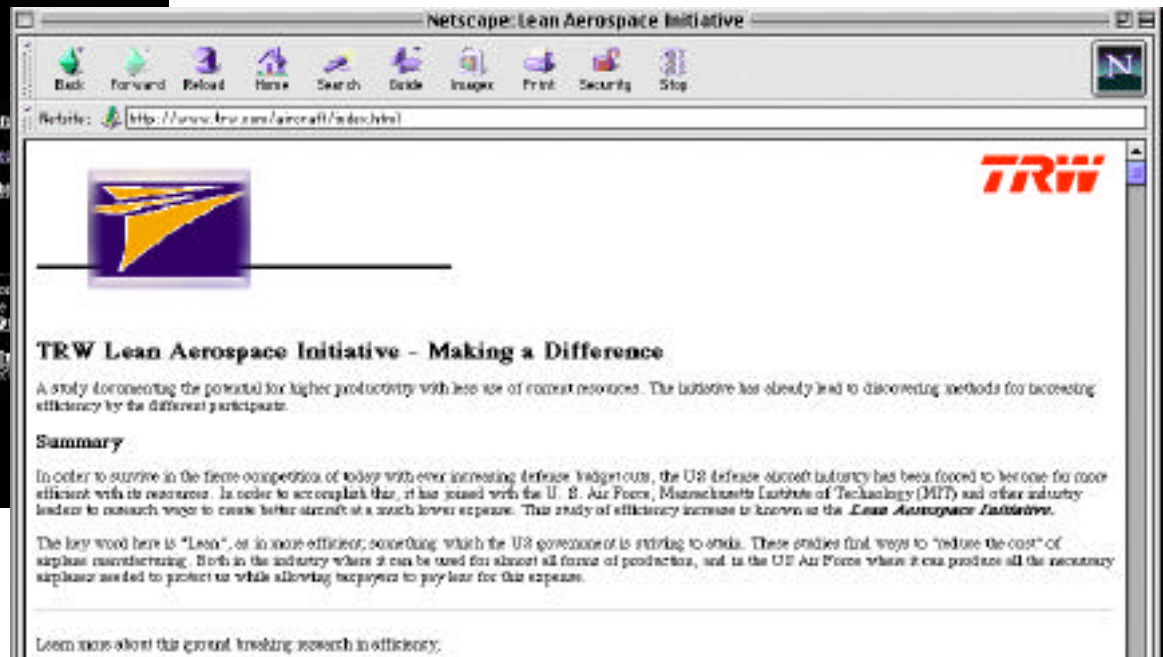 Netscape: Lean Aerospace Initiative
Back Forward Reload Home Search Guide Images Print Security Stop
Netsite: http://www.trw.com/aircraft/index.html
TRW
TRW Lean Aerospace Initiative - Making a Difference
A study documenting the potential for higher productivity with less use of current resources. The initiative has already lead to discovering methods for increasing
efficiency by the different participants.
Summary
In order to survive in the fierce competition of today with ever increasing defense budget cuts, the US defense aircraft industry has been forced to become far more
efficient with its resources. In order to accomplish this, it has joined with the U. S. Air Force, Massachusetts Institute of Technology (MIT) and other industry
leaders to research ways to create better aircraft at a much lower expense. This study of efficiency increase is known as the Lean Aerospace Initiative.
The key word here is "Lean", as in more efficient; something which the US government is striving to attain. These studies find ways to "reduce the cost" of
airplane manufacturing. Both in the industry where it can be used for almost all forms of production, and in the US Air Force where it can produce all the necessary
airplanes needed to protect us while allowing taxpayers to pay less for this expense.
Learn more about this ground breaking research in efficiency.